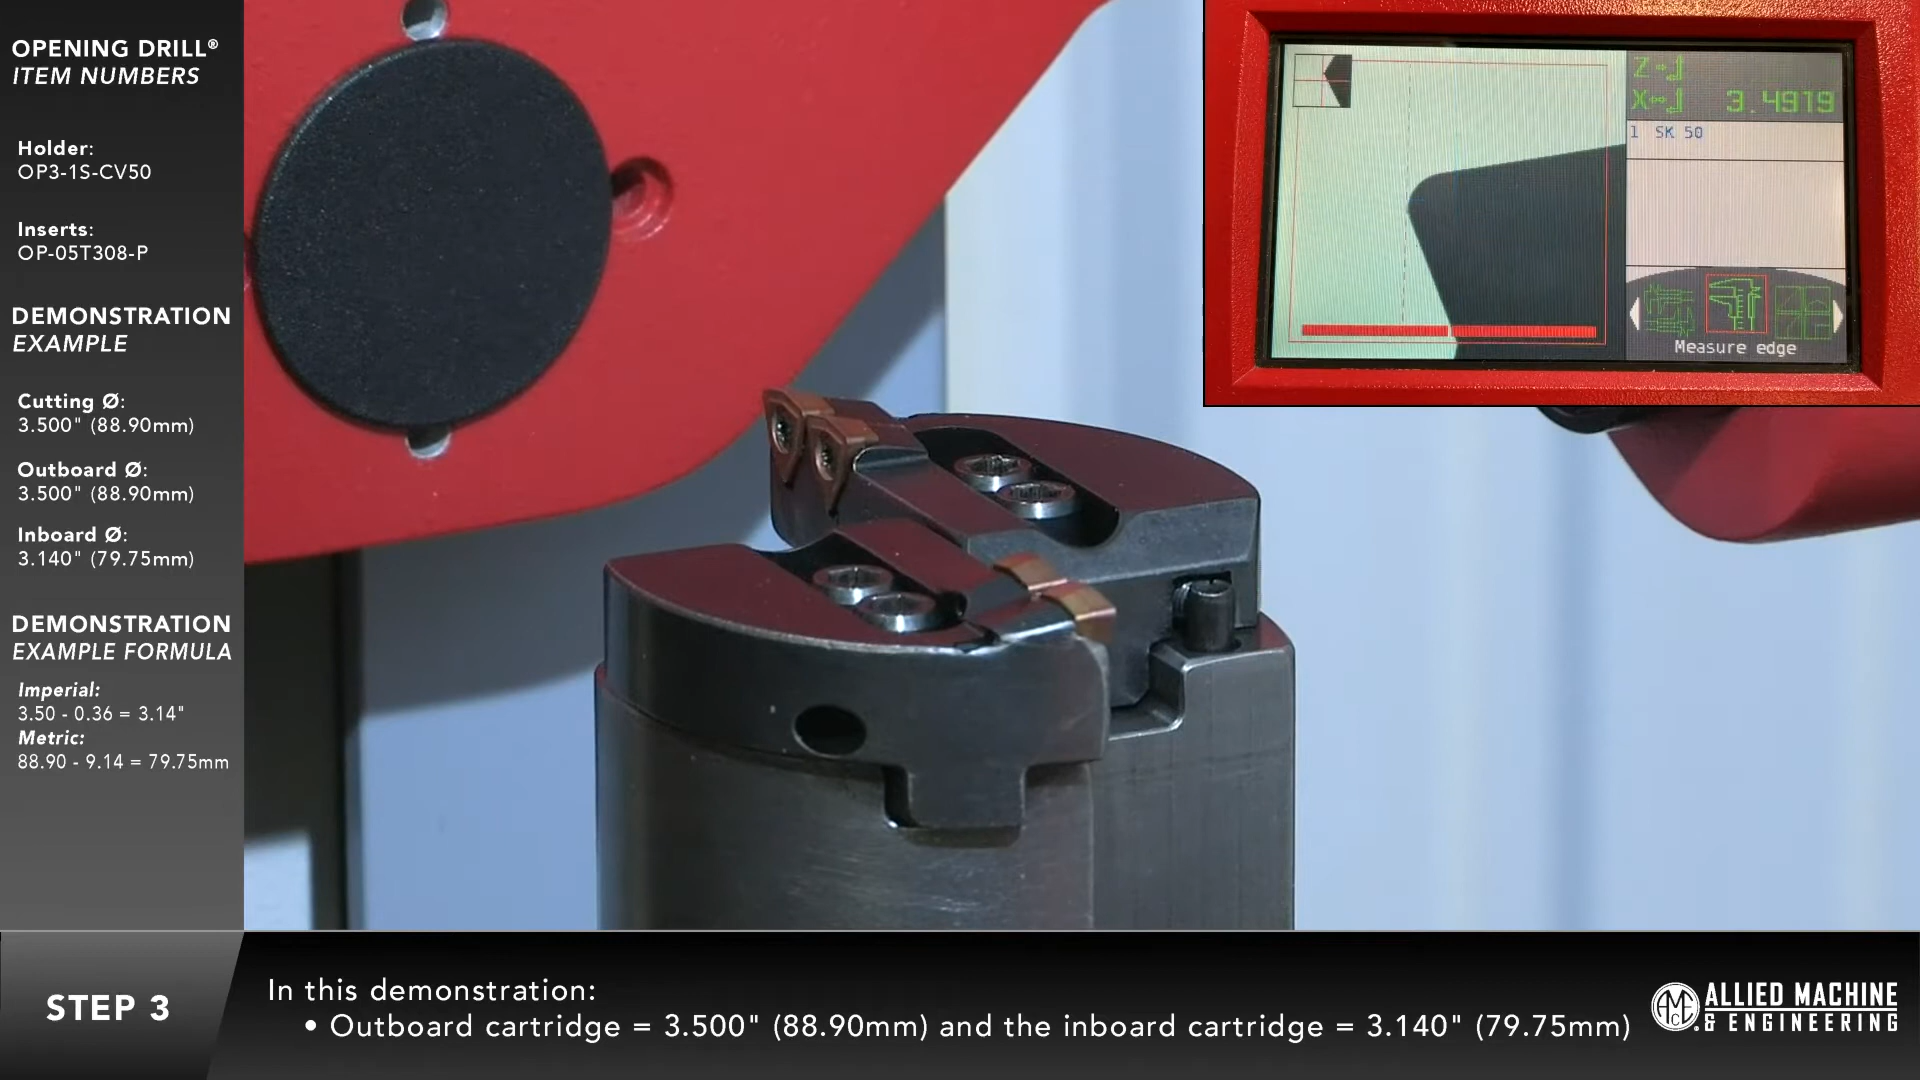 OPENING DRILL®
ITEM NUMBERS
Holder:
OP3-1S-CV50
Inserts:
OP-05T308-P
DEMONSTRATION
EXAMPLE
Cutting Ø:
3.500" (88.90mm)
Outboard Ø:
3.500" (88.90mm)
Inboard Ø:
3.140" (79.75mm)
DEMONSTRATION
EXAMPLE FORMULA
Imperial:
3.50 - 0.36 = 3.14"
Metric:
88.90 - 9.14 = 79.75mm
Z
X 3.4919
1 SK 50
Measure edge
STEP 3
In this demonstration:
• Outboard cartridge = 3.500" (88.90mm) and the inboard cartridge = 3.140" (79.75mm)
AMEC
ALLIED MACHINE
& ENGINEERING